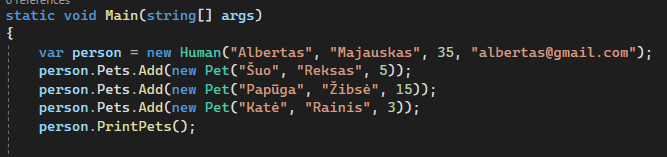 0 references
static void Main(string[] args)
{
var person = new Human("Albertas", "Majauskas", 35, "albertas@gmail.com");
person.Pets.Add(new Pet("Šuo", "Reksas", 5));
person.Pets.Add(new Pet("Papūga", "Žibsė", 15));
person.Pets.Add(new Pet("Katė", "Rainis", 3));
person.PrintPets();